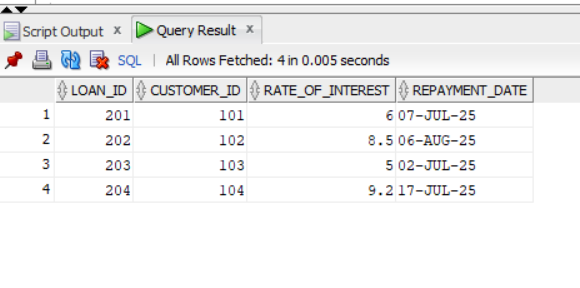 Script Output x Query Result x
SQL | All Rows Fetched: 4 in 0.005 seconds
LOAN_ID CUSTOMER_ID RATE_OF_INTEREST REPAYMENT_DATE
1 201 101 6 07-JUL-25
2 202 102 8.5 06-AUG-25
3 203 103 5 02-JUL-25
4 204 104 9.2 17-JUL-25